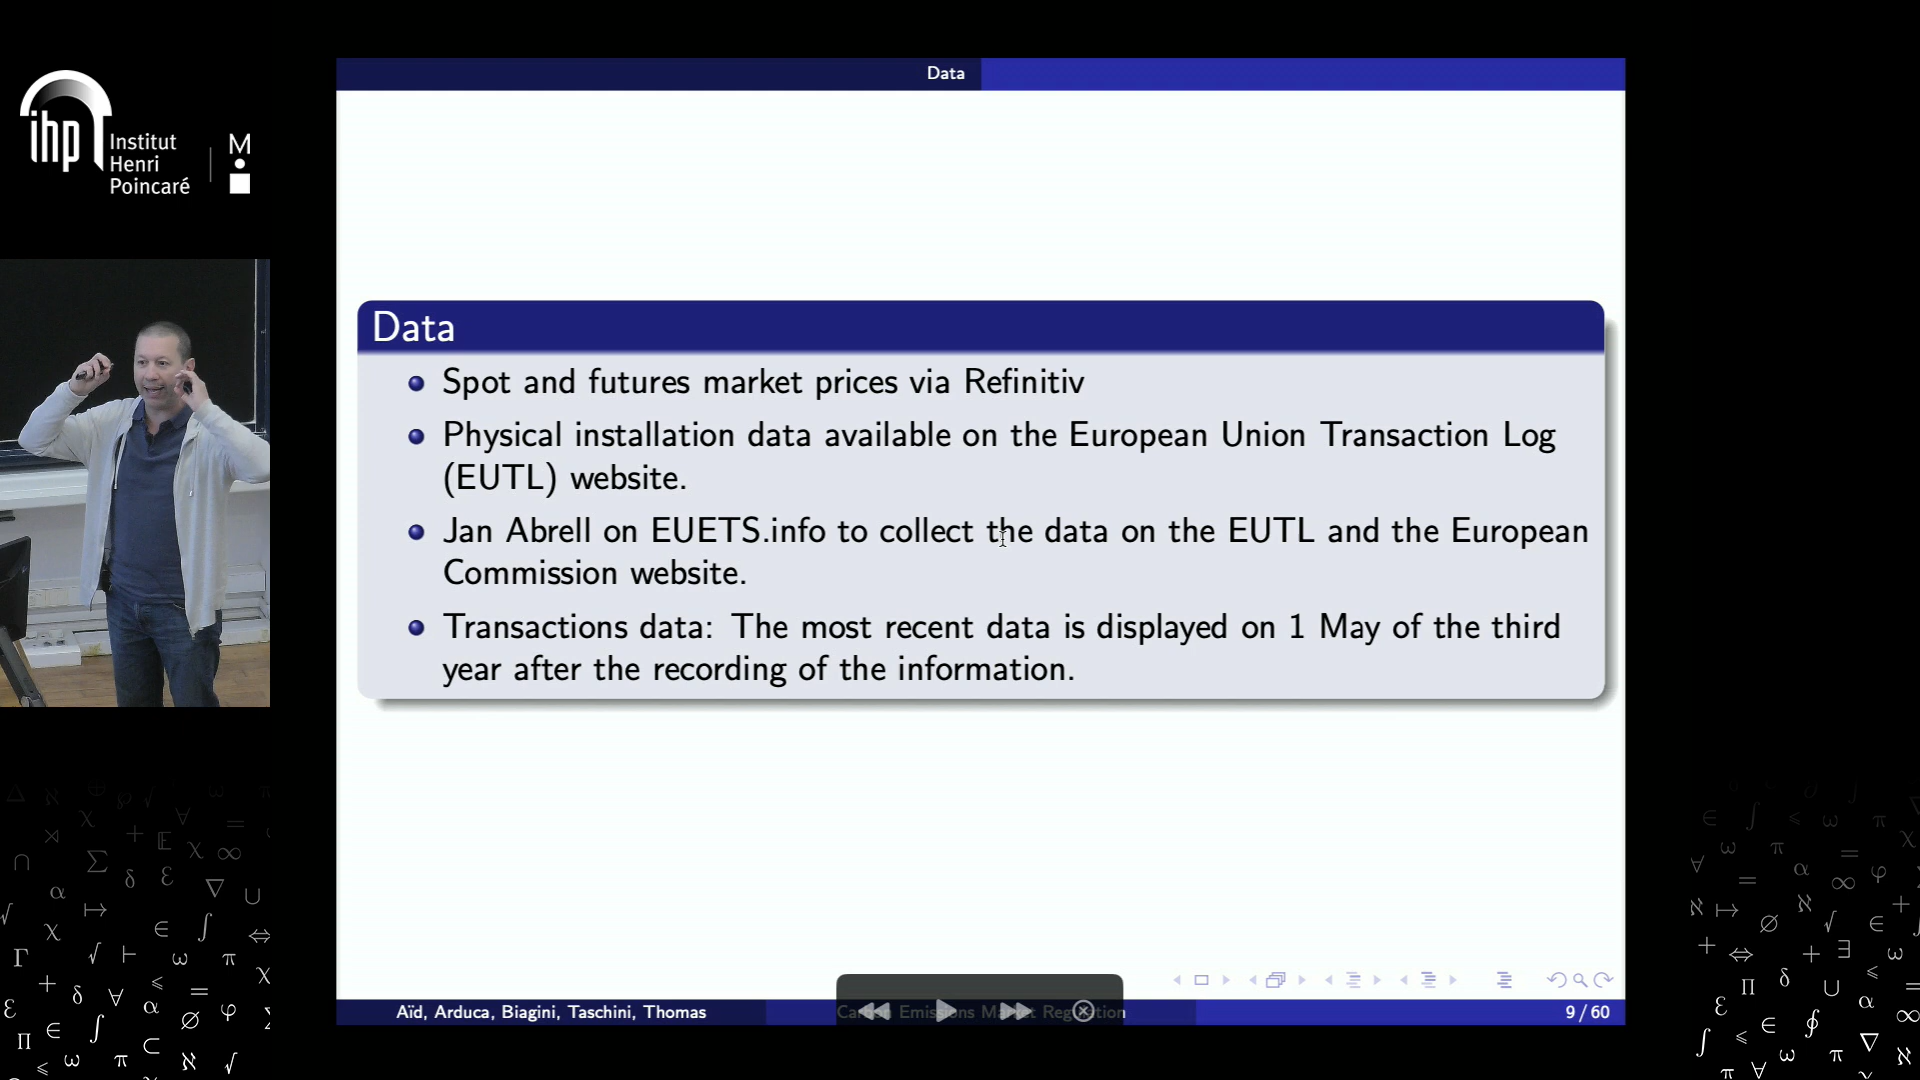 Data
ihp
Institut
Henri
Poincaré
M
Data
Spot and futures market prices via Refinitiv
Physical installation data available on the European Union Transaction Log
(EUTL) website.
Jan Abrell on EUETS.info to collect the data on the EUTL and the European
Commission website.
Transactions data: The most recent data is displayed on 1 May of the third
year after the recording of the information.
Aïd, Arduca, Biagini, Taschini, Thomas
Carbon Emissions Market Regulation
9 / 60